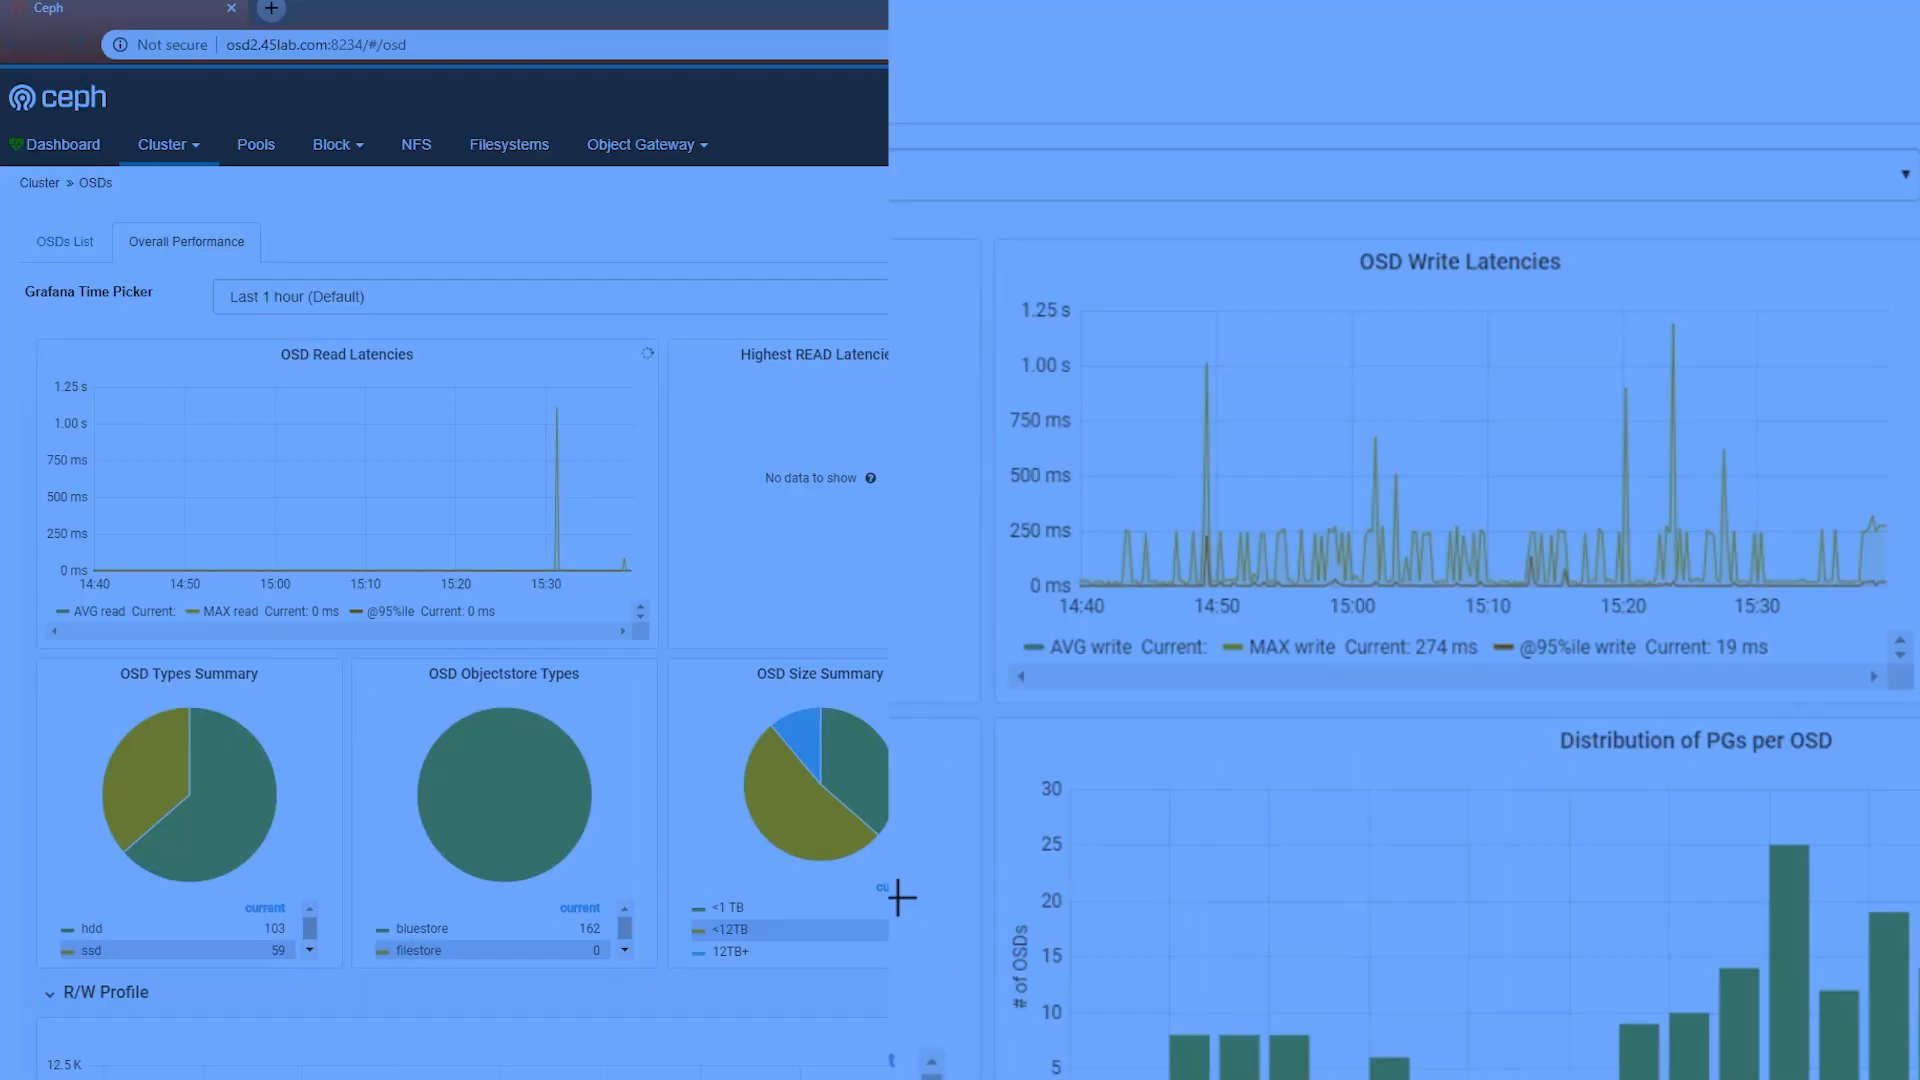 Ceph
Not secure
osd2.45lab.com:8234/#/osd
ceph
Dashboard
Cluster
Pools
Block
NFS
Filesystems
Object Gateway
Cluster » OSDs
OSDs List
Overall Performance
Grafana Time Picker
Last 1 hour (Default)
OSD Read Latencies
1.25 s
1.00 s
750 ms
500 ms
250 ms
0 ms
14:40
14:50
15:00
15:10
15:20
15:30
AVG read Current:
MAX read Current: 0 ms
@95%ile Current: 0 ms
Highest READ Latencie
No data to show
OSD Write Latencies
1.25 s
1.00 s
750 ms
500 ms
250 ms
0 ms
14:40
14:50
15:00
15:10
15:20
15:30
AVG write Current:
MAX write Current: 274 ms
@95%ile write Current: 19 ms
OSD Types Summary
current
hdd 103
ssd 59
OSD Objectstore Types
current
bluestore 162
filestore 0
OSD Size Summary
cu
<1 TB
<12TB
12TB+
Distribution of PGs per OSD
30
25
20
15
10
5
# of OSDs
R/W Profile
12.5 K
t